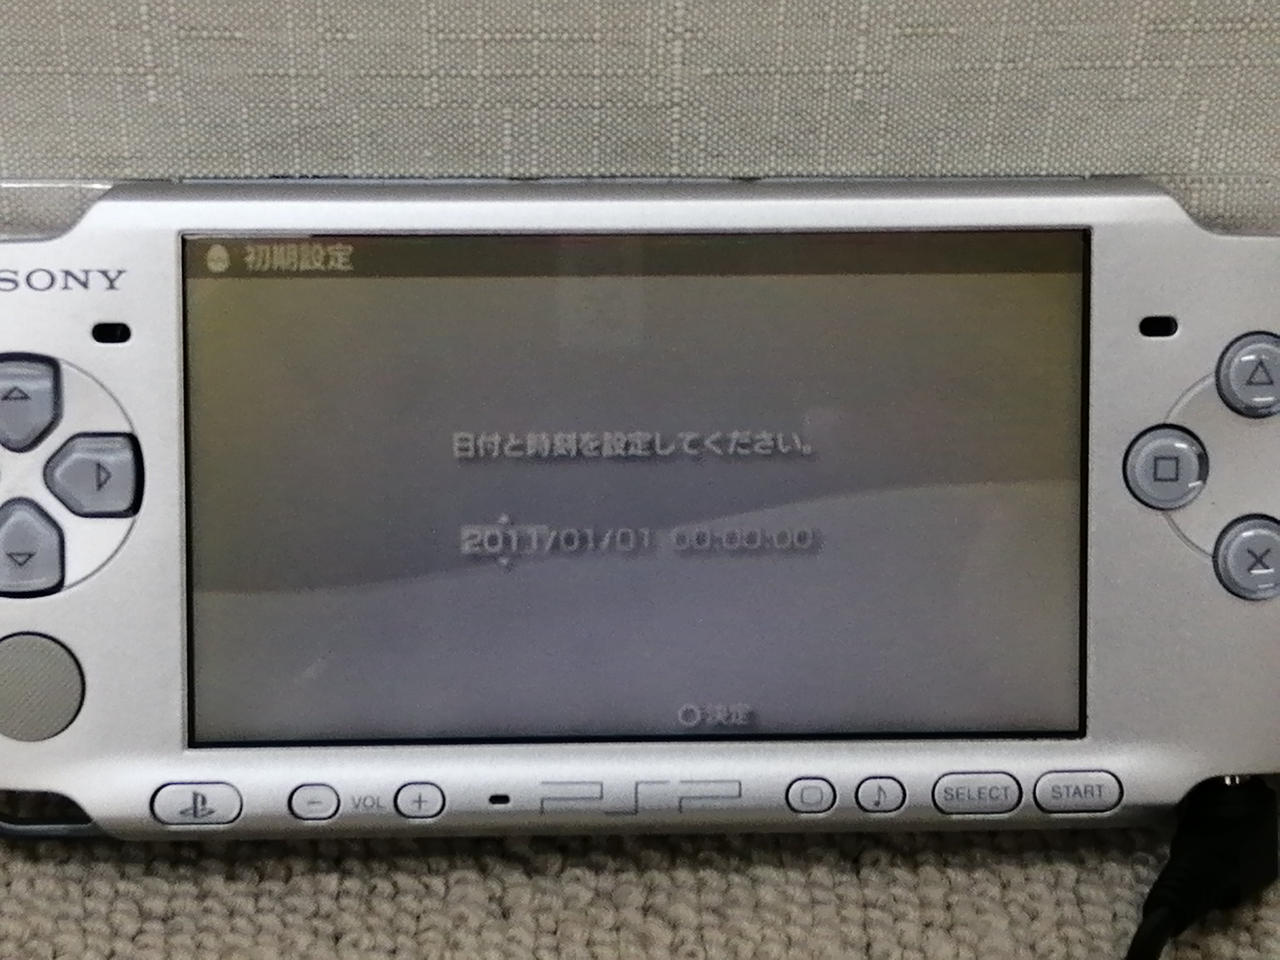 初期設定
SONY
日付と時刻を設定してください。
2011/01/01 00:00:00
○決定
− VOL + PSP ♪ SELECT START